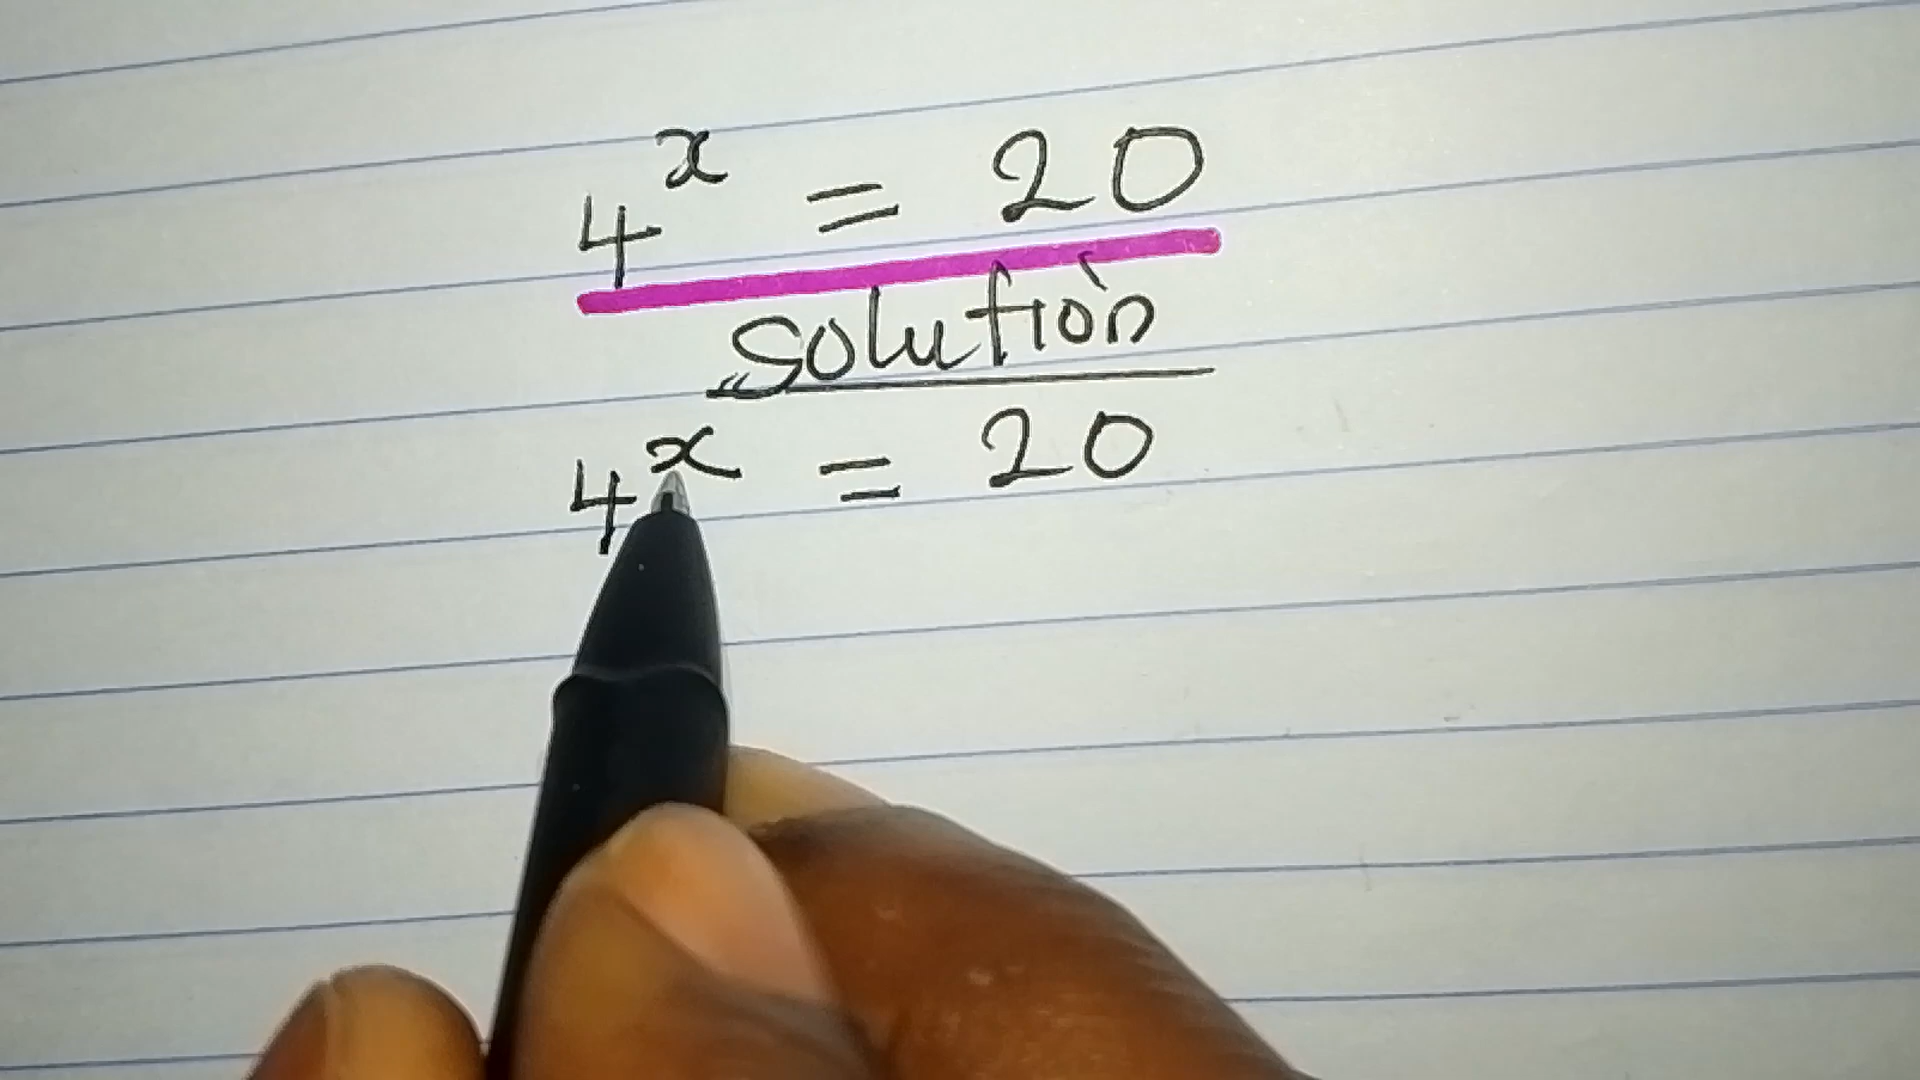 4^x = 20
solution
4^x = 20